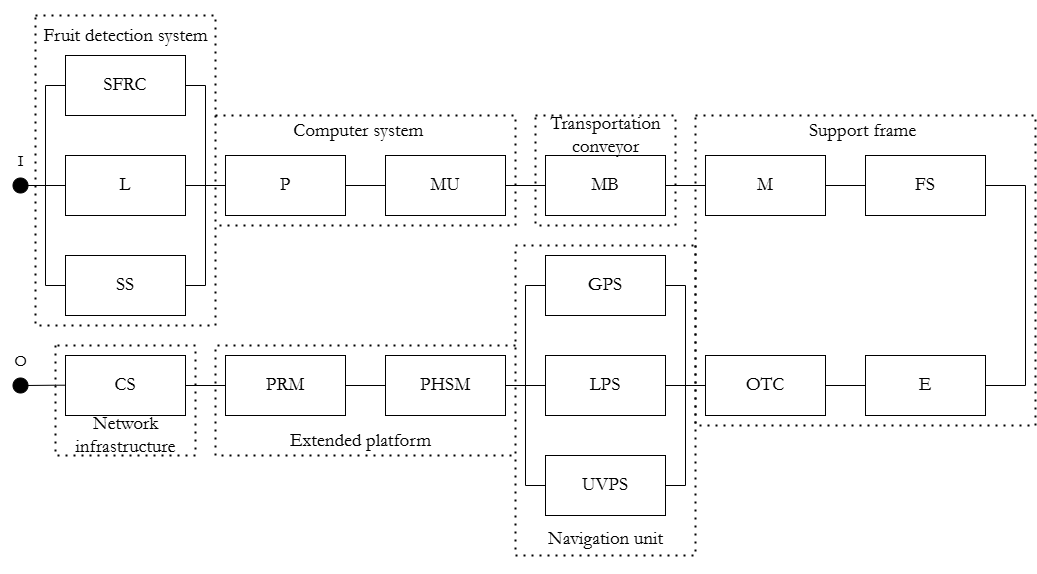 Fruit detection system
SFRC
I
L
SS
Computer system
P
MU
Transportation
conveyor
MB
Support frame
M
FS
GPS
O
CS
Network
infrastructure
PRM
PHSM
Extended platform
LPS
UVPS
Navigation unit
OTC
E